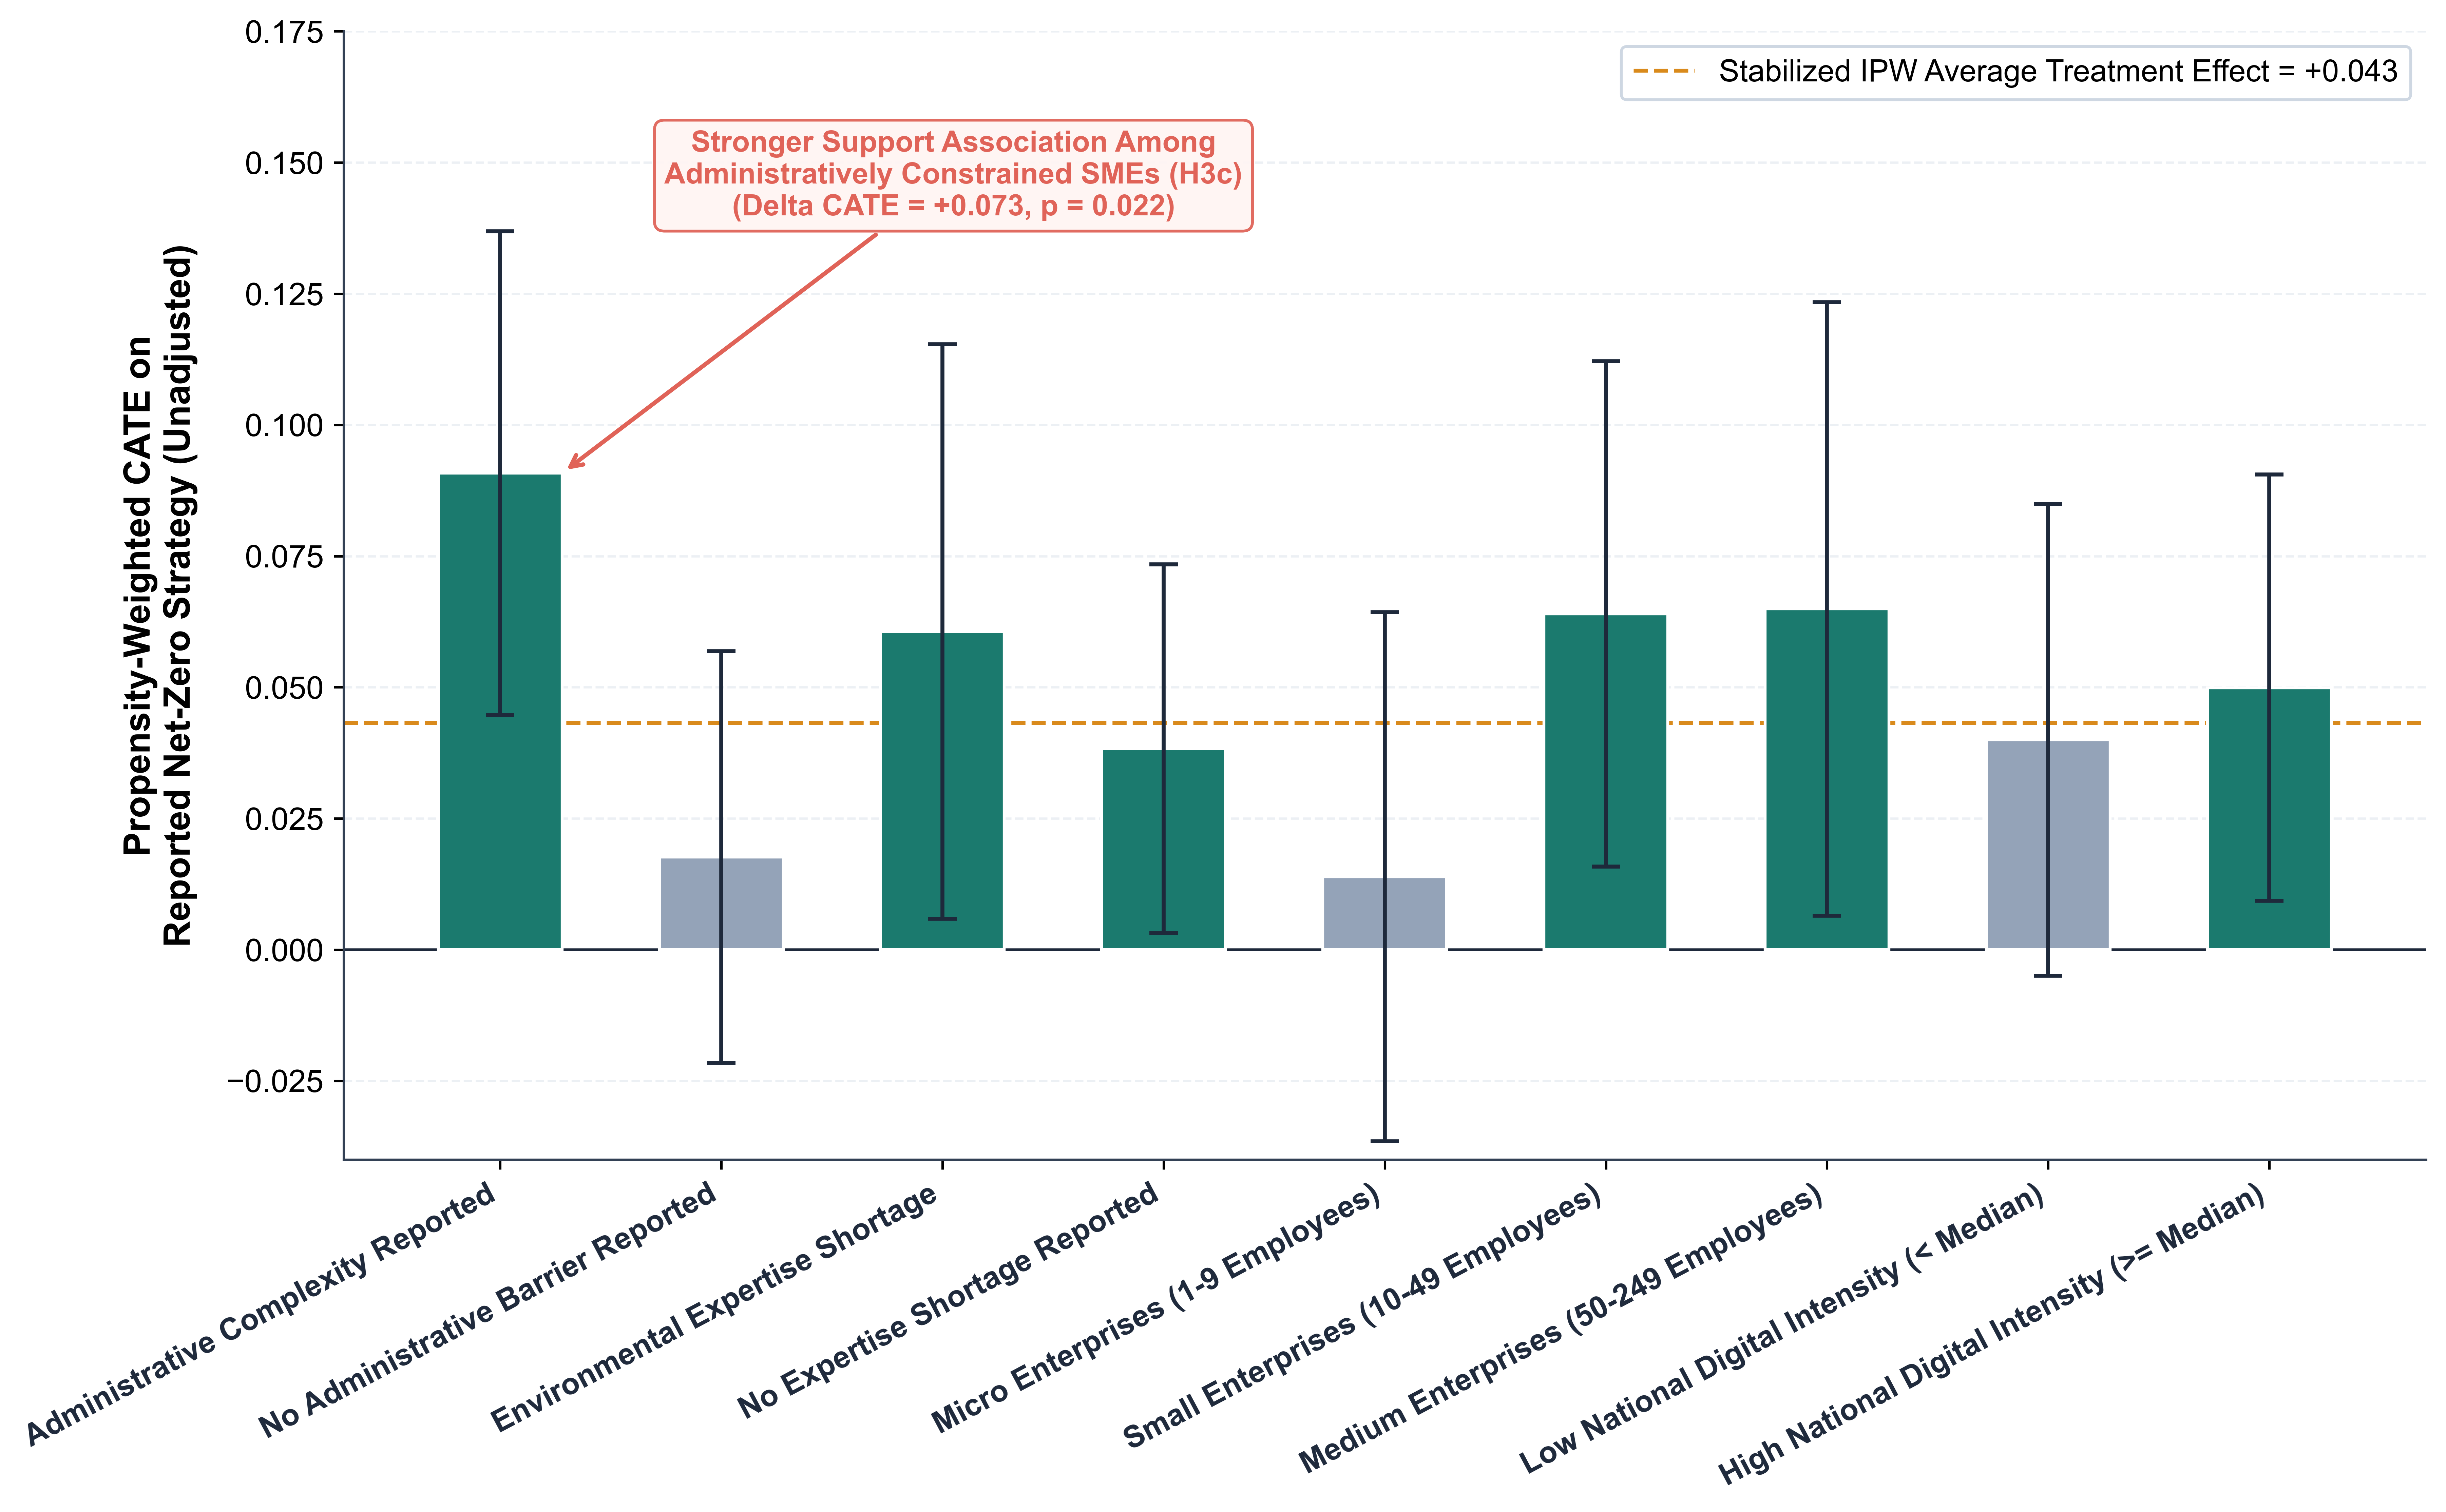 Propensity-Weighted CATE on
Reported Net-Zero Strategy (Unadjusted)
0.175
0.150
0.125
0.100
0.075
0.050
0.025
0.000
−0.025
Stabilized IPW Average Treatment Effect = +0.043
Stronger Support Association Among
Administratively Constrained SMEs (H3c)
(Delta CATE = +0.073, p = 0.022)
Administrative Complexity Reported
No Administrative Barrier Reported
Environmental Expertise Shortage
No Expertise Shortage Reported
Micro Enterprises (1-9 Employees)
Small Enterprises (10-49 Employees)
Medium Enterprises (50-249 Employees)
Low National Digital Intensity (< Median)
High National Digital Intensity (>= Median)